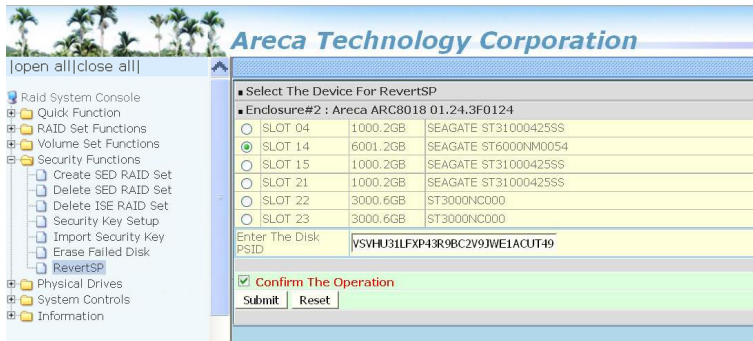 Areca Technology Corporation
|open all|close all|
Raid System Console
Quick Function
RAID Set Functions
Volume Set Functions
Security Functions
Create SED RAID Set
Delete SED RAID Set
Delete ISE RAID Set
Security Key Setup
Import Security Key
Erase Failed Disk
RevertSP
Physical Drives
System Controls
Information
Select The Device For RevertSP
Enclosure#2 : Areca ARC8018 01.24.3F0124
SLOT 04 1000.2GB SEAGATE ST31000425SS
SLOT 14 6001.2GB SEAGATE ST6000NM0054
SLOT 15 1000.2GB SEAGATE ST31000425SS
SLOT 21 1000.2GB SEAGATE ST31000425SS
SLOT 22 3000.6GB ST3000NC000
SLOT 23 3000.6GB ST3000NC000
Enter The Disk PSID VSVHU31LFXP43R9BC2V9JWE1ACUT49
Confirm The Operation
Submit Reset